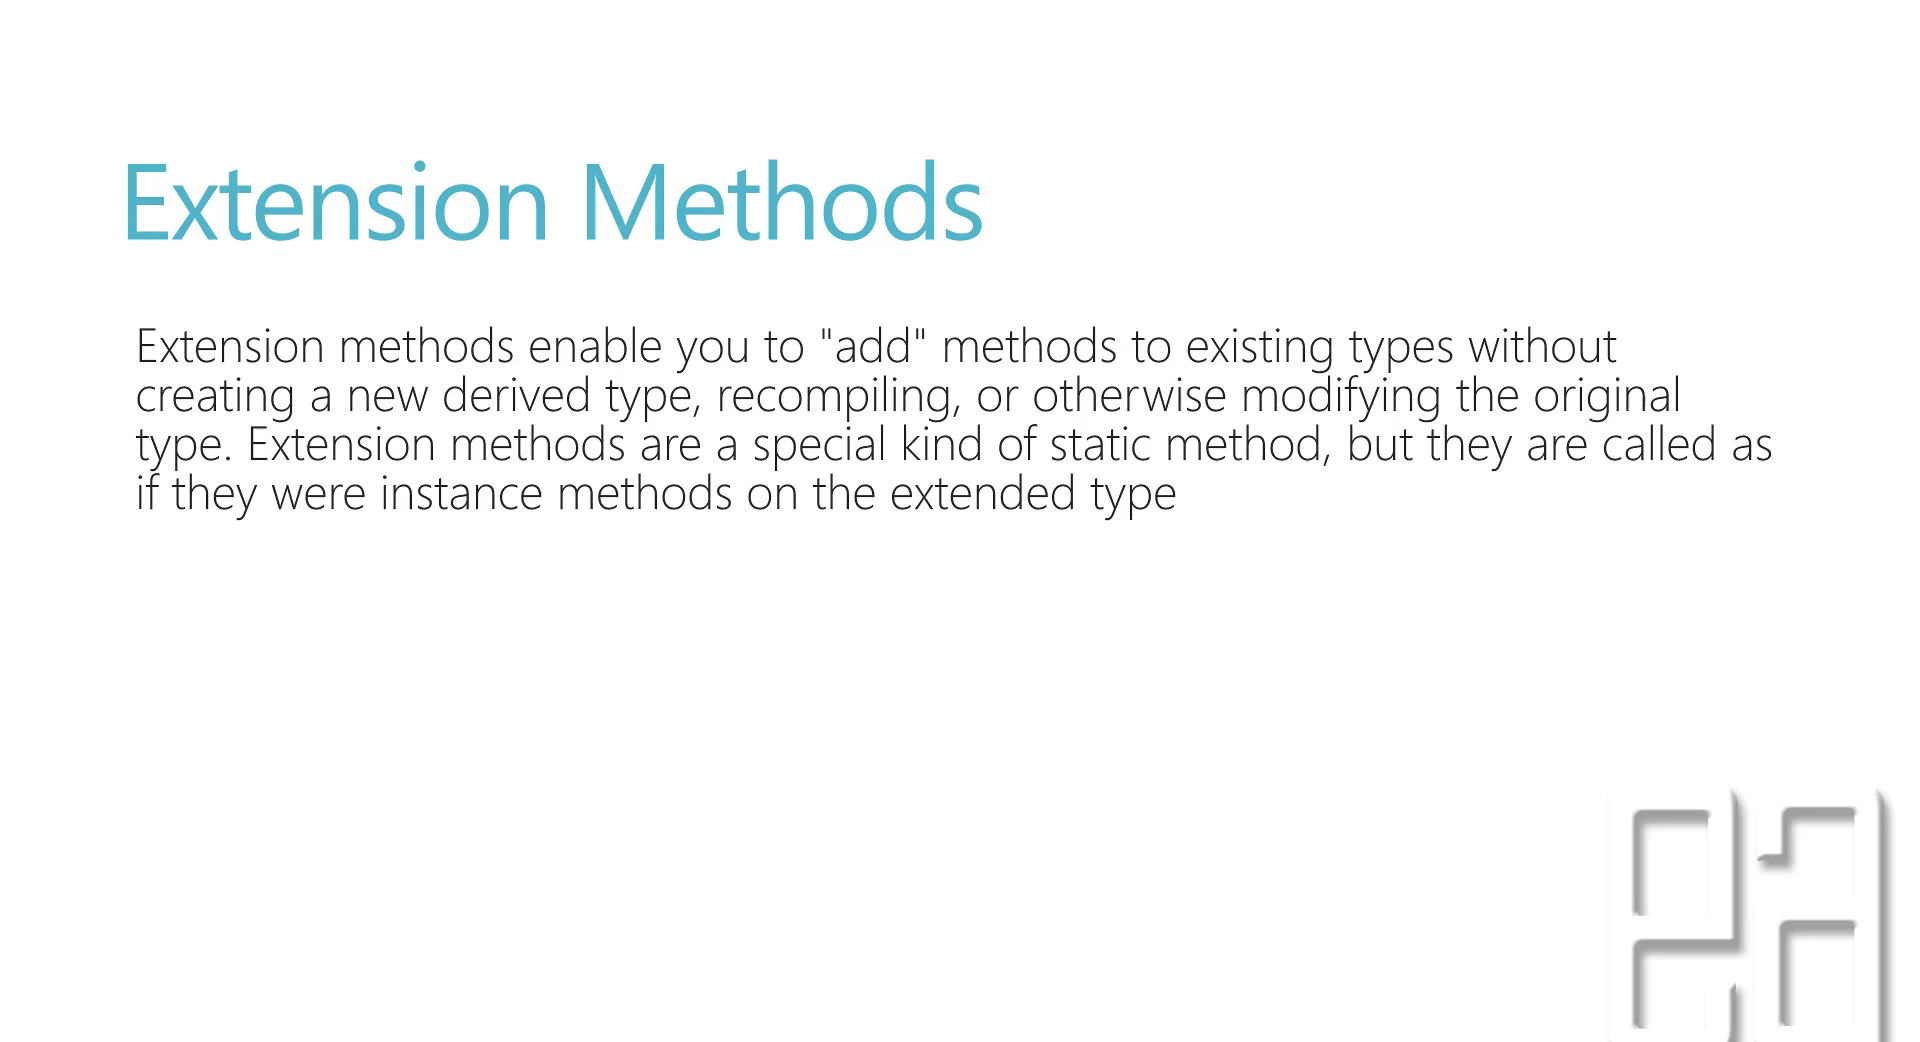 Extension Methods
Extension methods enable you to "add" methods to existing types without
creating a new derived type, recompiling, or otherwise modifying the original
type. Extension methods are a special kind of static method, but they are called as
if they were instance methods on the extended type